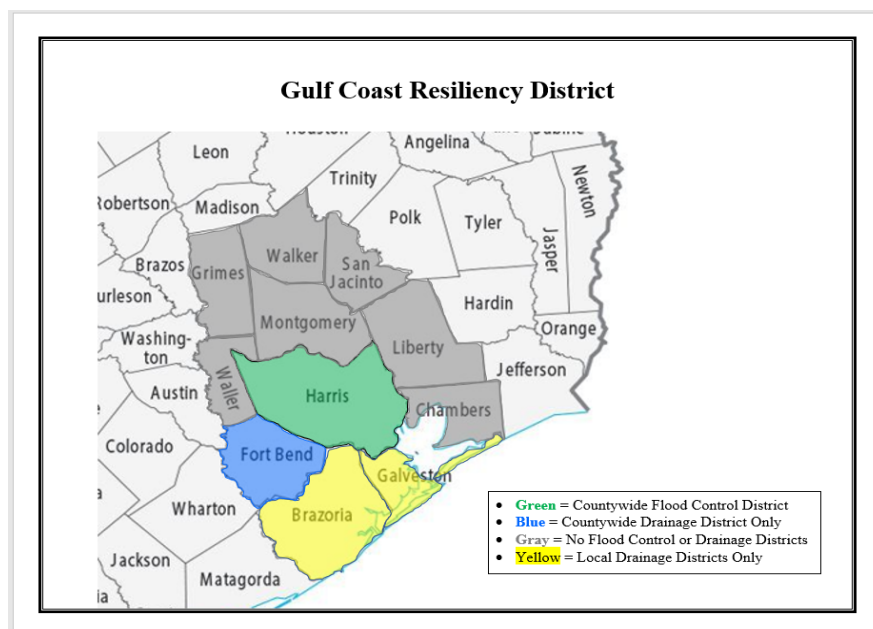 Gulf Coast Resiliency District
Houston
Sabine
Angelina
Leon
Trinity
Newton
Robertson
Madison
Polk
Tyler
Jasper
Walker
Brazos
Grimes
San
Jacinto
urleson
Hardin
Montgomery
Orange
Washing-
ton
Liberty
Jefferson
Waller
Austin
Harris
Chambers
Colorado
Fort Bend
Galveston
a
Wharton
Brazoria
Jackson
Matagorda
ia
• Green = Countywide Flood Control District
• Blue = Countywide Drainage District Only
• Gray = No Flood Control or Drainage Districts
• Yellow = Local Drainage Districts Only